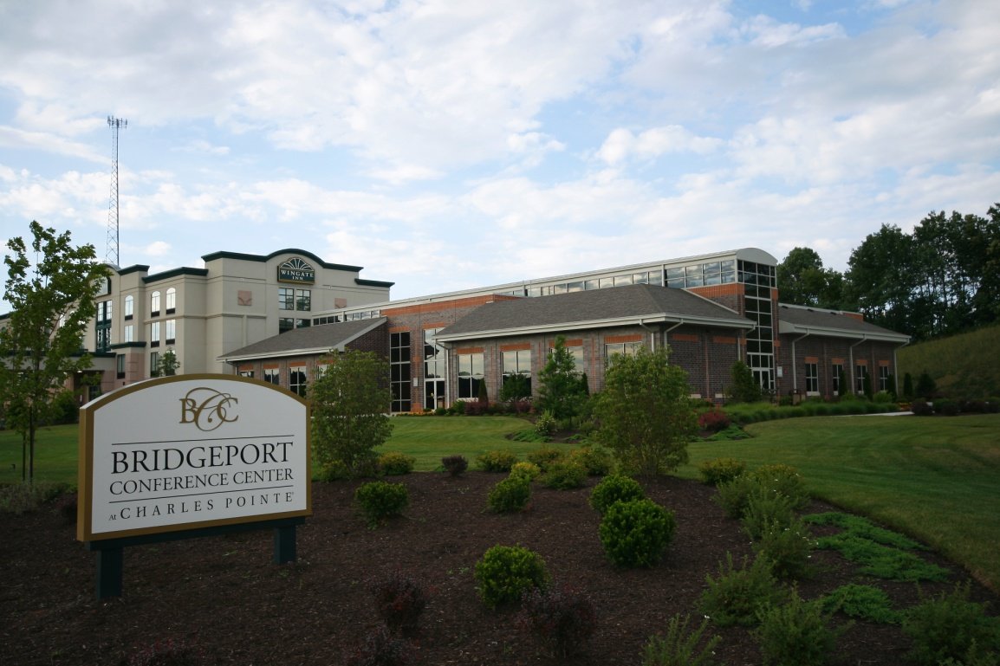 WINGATE
INN
BCC
BRIDGEPORT
CONFERENCE CENTER
AT CHARLES POINTE®